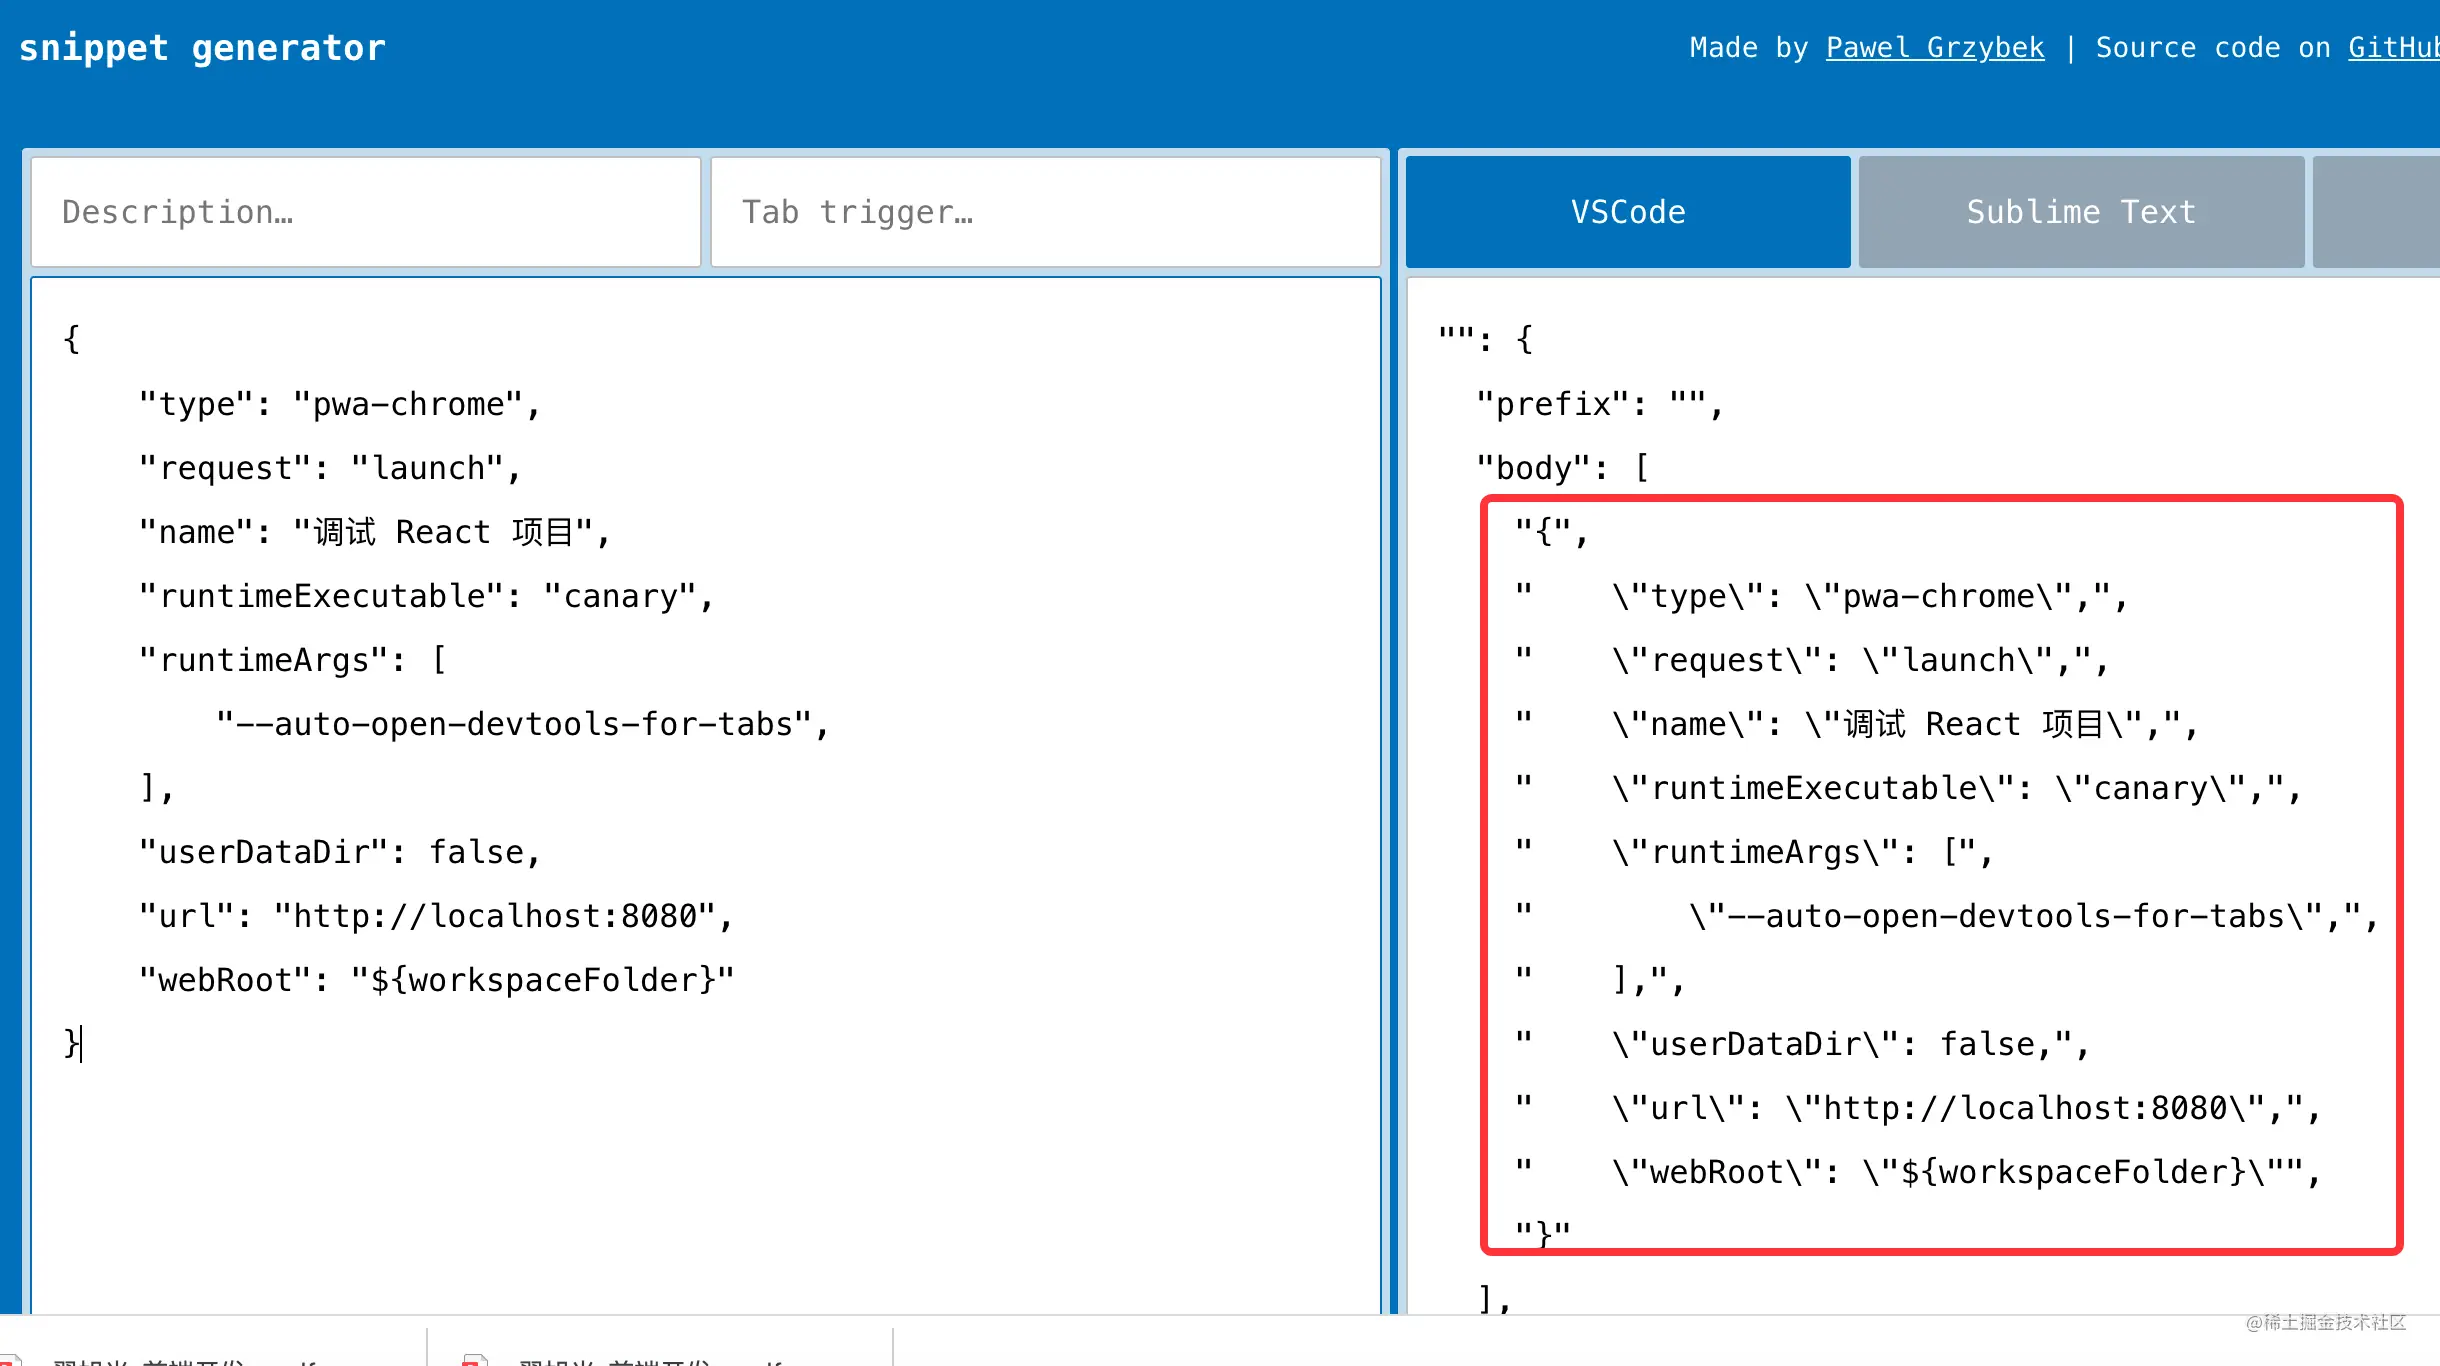 snippet generator
Made by Pawel Grzybek | Source code on GitHub
Description…
Tab trigger…
VSCode
Sublime Text
{
    "type": "pwa-chrome",
    "request": "launch",
    "name": "调试 React 项目",
    "runtimeExecutable": "canary",
    "runtimeArgs": [
        "--auto-open-devtools-for-tabs",
    ],
    "userDataDir": false,
    "url": "http://localhost:8080",
    "webRoot": "${workspaceFolder}"
}
"": {
  "prefix": "",
  "body": [
    "{",
    "    \"type\": \"pwa-chrome\",",
    "    \"request\": \"launch\",",
    "    \"name\": \"调试 React 项目\",",
    "    \"runtimeExecutable\": \"canary\",",
    "    \"runtimeArgs\": [",
    "        \"--auto-open-devtools-for-tabs\",",
    "    ],",
    "    \"userDataDir\": false,",
    "    \"url\": \"http://localhost:8080\",",
    "    \"webRoot\": \"${workspaceFolder}\"",
    "}"
  ],
@稀土掘金技术社区